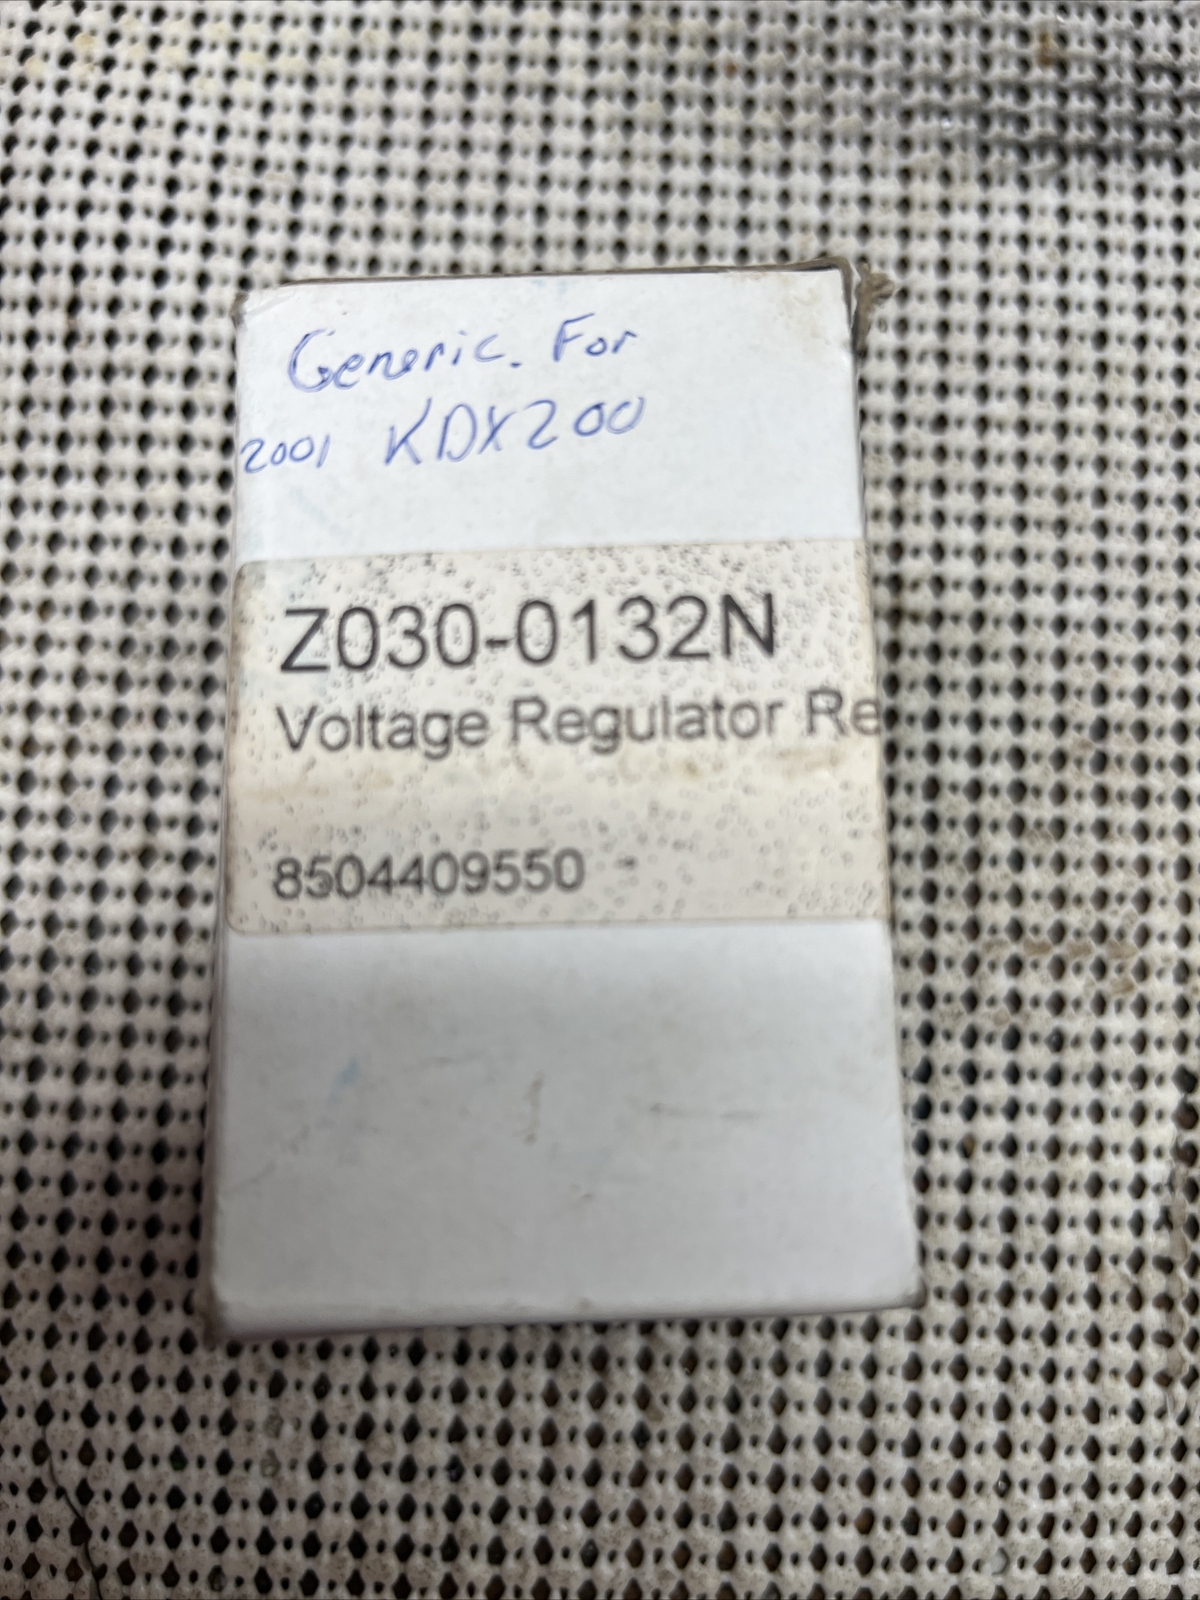 Generic. For
2001 KDX200
Z030-0132N
Voltage Regulator Re
8504409550